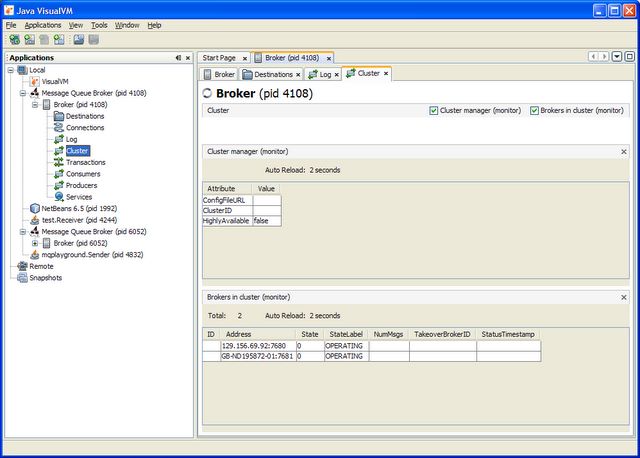 Java VisualVM
File Applications View Tools Window Help
Applications
Local
VisualVM
Message Queue Broker (pid 4108)
Broker (pid 4108)
Destinations
Connections
Log
Cluster
Transactions
Consumers
Producers
Services
NetBeans 6.5 (pid 1992)
test.Receiver (pid 4244)
Message Queue Broker (pid 6052)
Broker (pid 6052)
mqplayground.Sender (pid 4832)
Remote
Snapshots
Start Page Broker (pid 4108)
Broker Destinations Log Cluster
Broker (pid 4108)
Cluster Cluster manager (monitor) Brokers in cluster (monitor)
Cluster manager (monitor)
Auto Reload: 2 seconds
Attribute Value
ConfigFileURL
ClusterID
HighlyAvailable false
Brokers in cluster (monitor)
Total: 2 Auto Reload: 2 seconds
ID Address State StateLabel NumMsgs TakeoverBrokerID StatusTimestamp
129.156.69.92:7680 0 OPERATING
GB-ND195872-01:7681 0 OPERATING